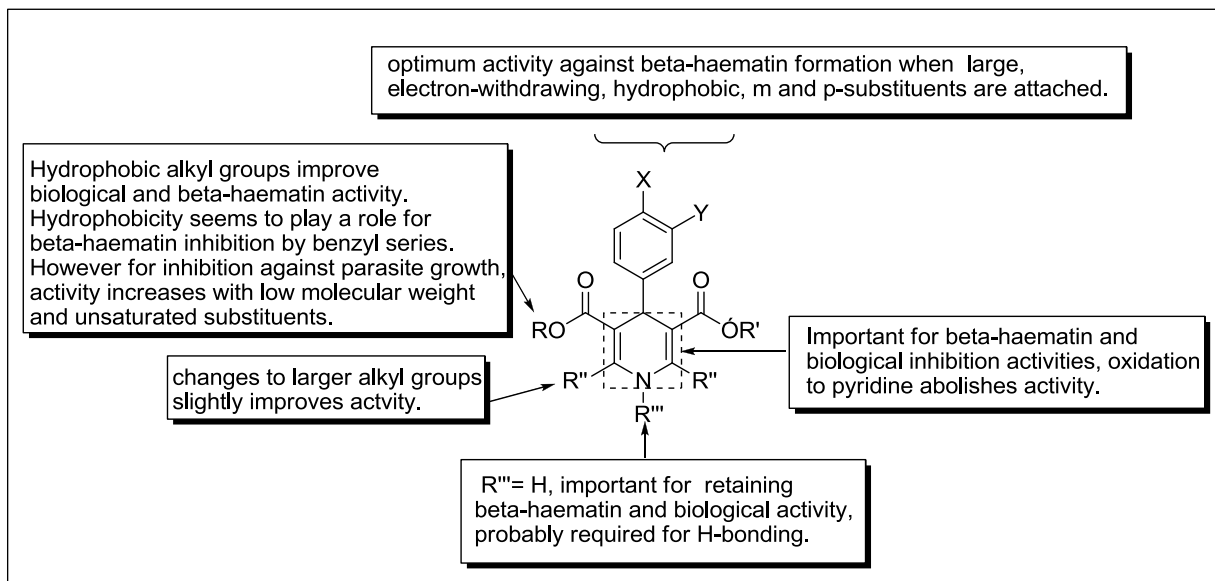 optimum activity against beta-haematin formation when large,
electron-withdrawing, hydrophobic, m and p-substituents are attached.
Hydrophobic alkyl groups improve
biological and beta-haematin activity.
Hydrophobicity seems to play a role for
beta-haematin inhibition by benzyl series.
However for inhibition against parasite growth,
activity increases with low molecular weight
and unsaturated substituents.
X
Y
O
O
RO
OR'
R''
N
R''
R'''
changes to larger alkyl groups
slightly improves actvity.
Important for beta-haematin and
biological inhibition activities, oxidation
to pyridine abolishes activity.
R'''= H, important for retaining
beta-haematin and biological activity,
probably required for H-bonding.